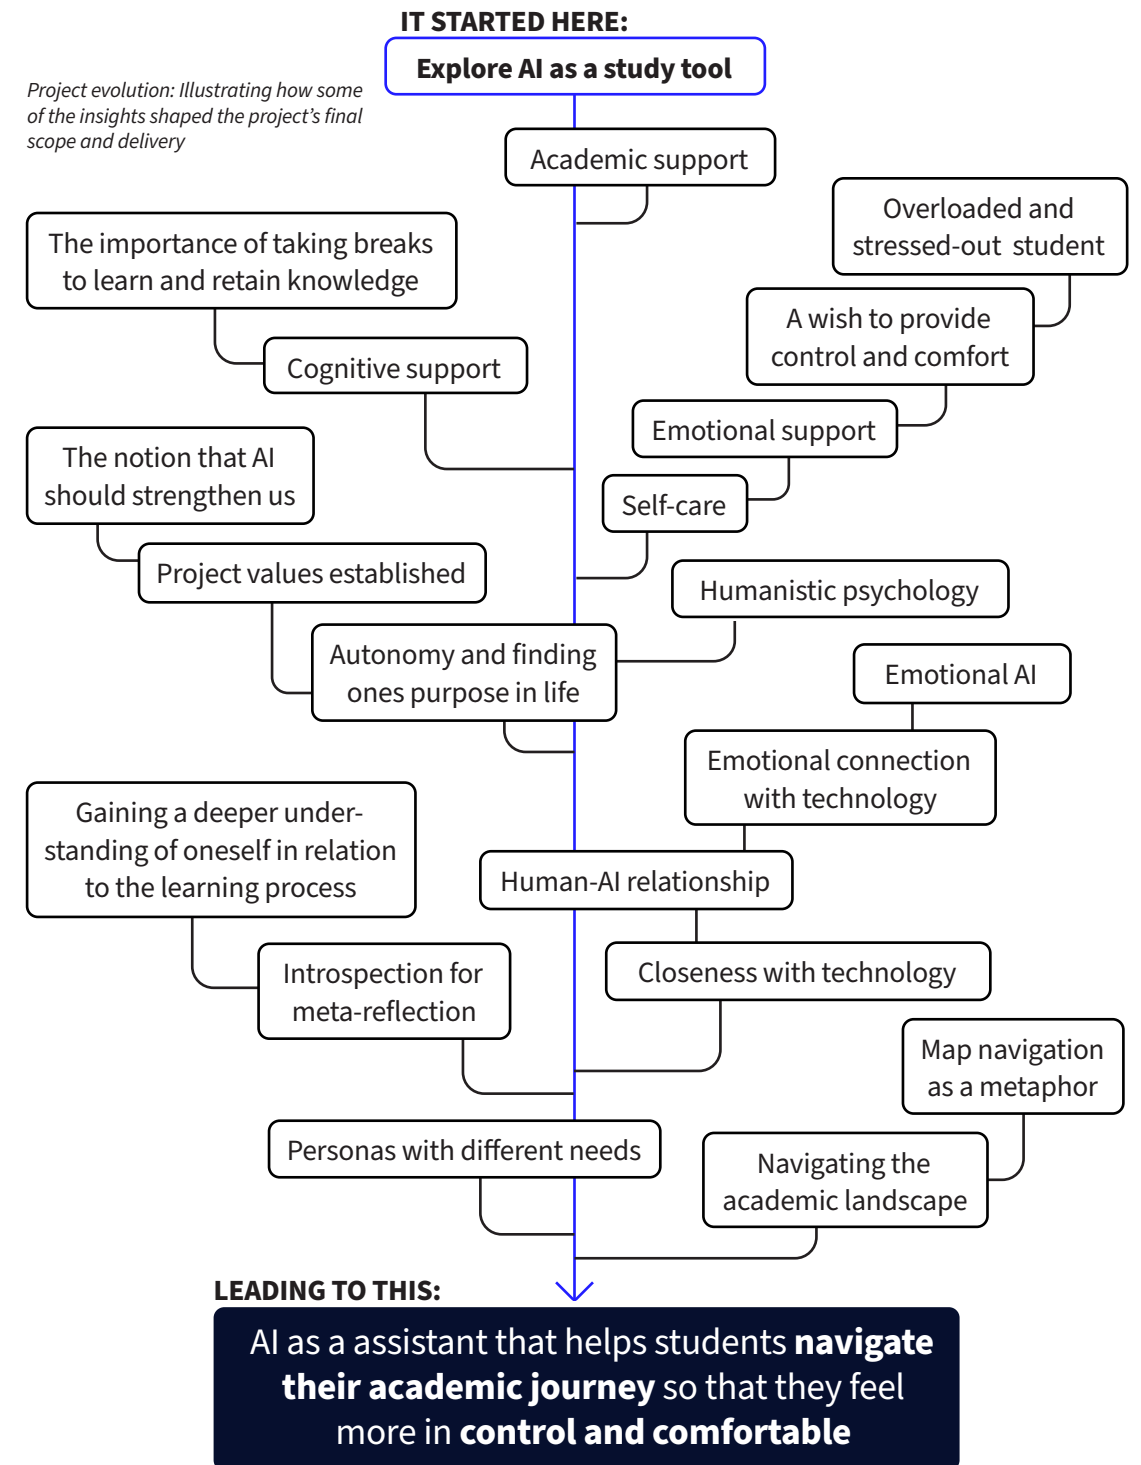 IT STARTED HERE:
Explore AI as a study tool
Project evolution: Illustrating how some
of the insights shaped the project's final
scope and delivery
Academic support
Overloaded and
stressed-out student
The importance of taking breaks
to learn and retain knowledge
A wish to provide
control and comfort
Cognitive support
Emotional support
The notion that AI
should strengthen us
Self-care
Project values established
Humanistic psychology
Autonomy and finding
ones purpose in life
Emotional AI
Emotional connection
with technology
Gaining a deeper under-
standing of oneself in relation
to the learning process
Human-AI relationship
Introspection for
meta-reflection
Closeness with technology
Map navigation
as a metaphor
Personas with different needs
Navigating the
academic landscape
LEADING TO THIS:
AI as a assistant that helps students navigate
their academic journey so that they feel
more in control and comfortable